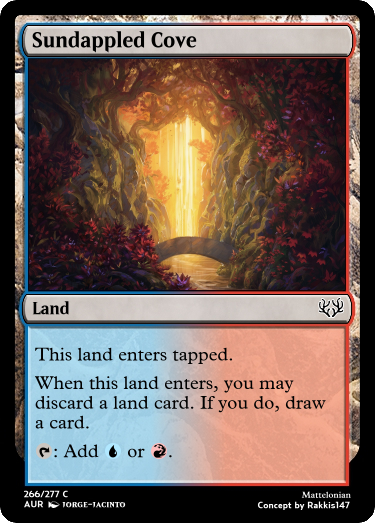 Sundappled Cove
Land
This land enters tapped.
When this land enters, you may
discard a land card. If you do, draw
a card.
: Add or .
266/277 C
Mattelonian
AUR JORGE-JACINTO
Concept by Rakkis147